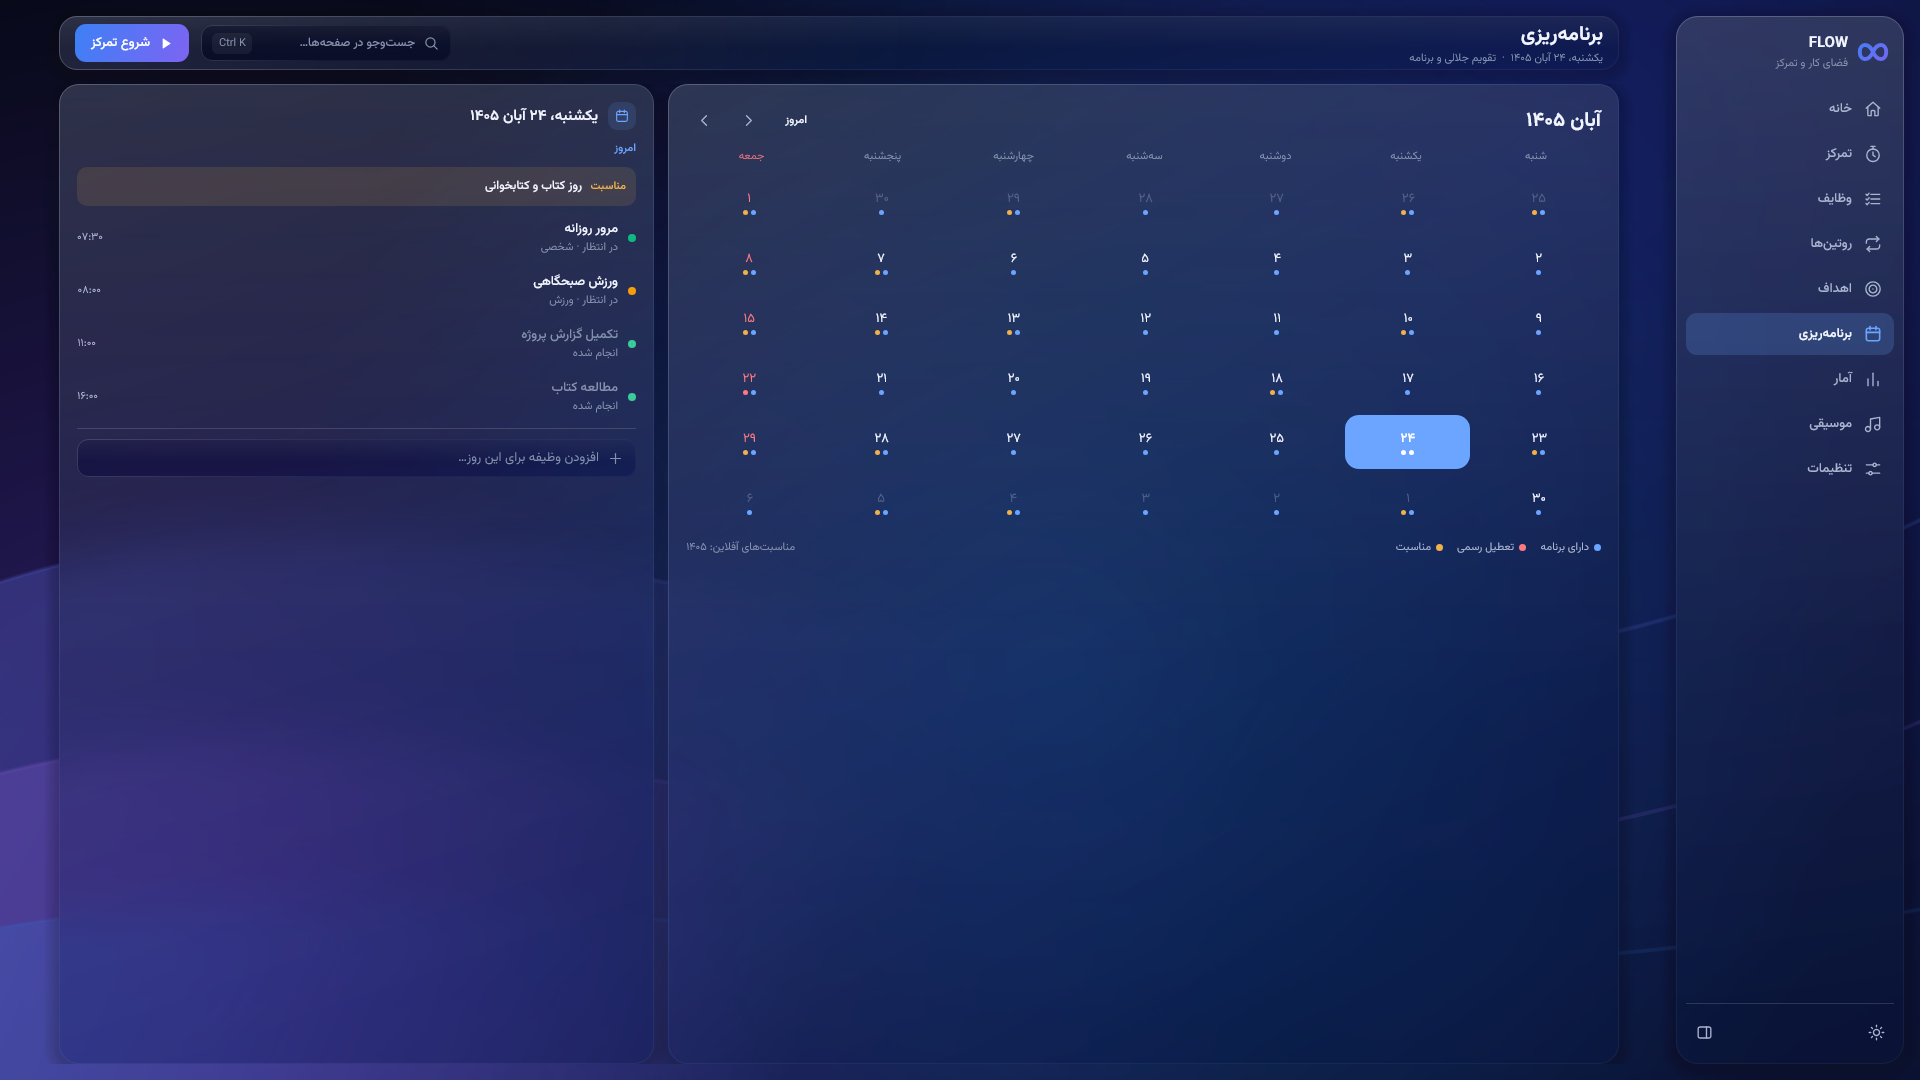 FLOW
فضای کار و تمرکز
خانه
تمرکز
وظایف
روتین‌ها
اهداف
برنامه‌ریزی
آمار
موسیقی
تنظیمات
برنامه‌ریزی
یکشنبه، ۲۴ آبان ۱۴۰۵ · تقویم جلالی و برنامه
جست‌وجو در صفحه‌ها... Ctrl K
شروع تمرکز
آبان ۱۴۰۵
امروز
شنبه یکشنبه دوشنبه سه‌شنبه چهارشنبه پنجشنبه جمعه
۲۵ ۲۶ ۲۷ ۲۸ ۲۹ ۳۰ ۱
۲ ۳ ۴ ۵ ۶ ۷ ۸
۹ ۱۰ ۱۱ ۱۲ ۱۳ ۱۴ ۱۵
۱۶ ۱۷ ۱۸ ۱۹ ۲۰ ۲۱ ۲۲
۲۳ ۲۴ ۲۵ ۲۶ ۲۷ ۲۸ ۲۹
۳۰ ۱ ۲ ۳ ۴ ۵ ۶
دارای برنامه تعطیل رسمی مناسبت
مناسبت‌های آفلاین: ۱۴۰۵
یکشنبه، ۲۴ آبان ۱۴۰۵
امروز
مناسبت روز کتاب و کتابخوانی
مرور روزانه
در انتظار · شخصی
۰۷:۳۰
ورزش صبحگاهی
در انتظار · ورزش
۰۸:۰۰
تکمیل گزارش پروژه
انجام شده
۱۱:۰۰
مطالعه کتاب
انجام شده
۱۶:۰۰
افزودن وظیفه برای این روز...